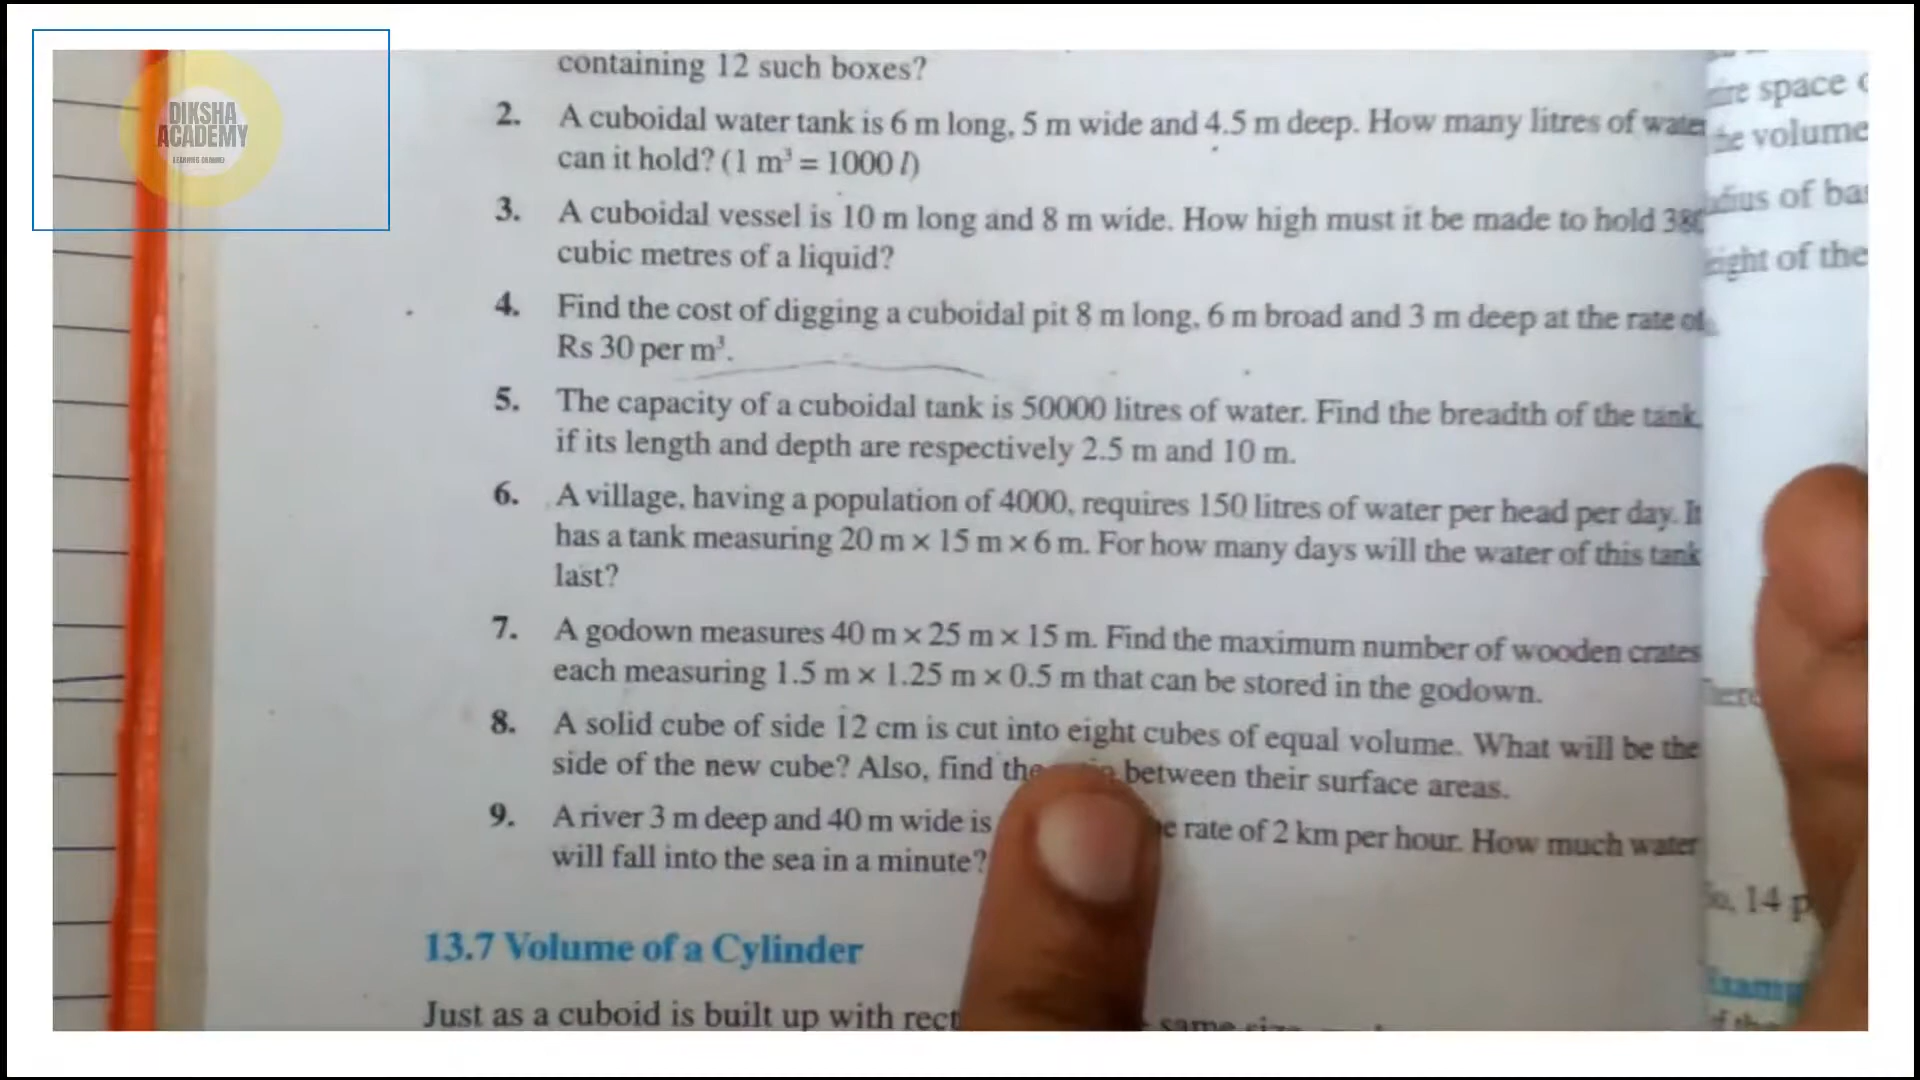 DIKSHA
ACADEMY
containing 12 such boxes?
2. A cuboidal water tank is 6 m long, 5 m wide and 4.5 m deep. How many litres of water
can it hold? (1 m³ = 1000 l)
3. A cuboidal vessel is 10 m long and 8 m wide. How high must it be made to hold 380
cubic metres of a liquid?
4. Find the cost of digging a cuboidal pit 8 m long, 6 m broad and 3 m deep at the rate of
Rs 30 per m³.
5. The capacity of a cuboidal tank is 50000 litres of water. Find the breadth of the tank,
if its length and depth are respectively 2.5 m and 10 m.
6. A village, having a population of 4000, requires 150 litres of water per head per day. It
has a tank measuring 20 m × 15 m × 6 m. For how many days will the water of this tank
last?
7. A godown measures 40 m × 25 m × 15 m. Find the maximum number of wooden crates
each measuring 1.5 m × 1.25 m × 0.5 m that can be stored in the godown.
8. A solid cube of side 12 cm is cut into eight cubes of equal volume. What will be the
side of the new cube? Also, find the between their surface areas.
9. A river 3 m deep and 40 m wide is rate of 2 km per hour. How much water
will fall into the sea in a minute?
13.7 Volume of a Cylinder
Just as a cuboid is built up with rect same
space
volume
of
of the
14